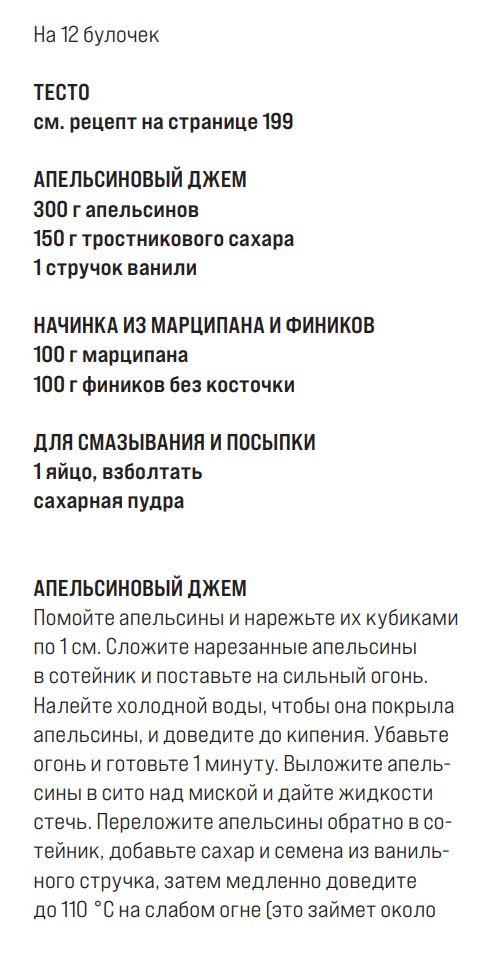 На 12 булочек
ТЕСТО
см. рецепт на странице 199
АПЕЛЬСИНОВЫЙ ДЖЕМ
300 г апельсинов
150 г тростникового сахара
1 стручок ванили
НАЧИНКА ИЗ МАРЦИПАНА И ФИНИКОВ
100 г марципана
100 г фиников без косточки
ДЛЯ СМАЗЫВАНИЯ И ПОСЫПКИ
1 яйцо, взболтать
сахарная пудра
АПЕЛЬСИНОВЫЙ ДЖЕМ
Помойте апельсины и нарежьте их кубиками
по 1 см. Сложите нарезанные апельсины
в сотейник и поставьте на сильный огонь.
Налейте холодной воды, чтобы она покрыла
апельсины, и доведите до кипения. Убавьте
огонь и готовьте 1 минуту. Выложите апель-
сины в сито над миской и дайте жидкости
стечь. Переложите апельсины обратно в со-
тейник, добавьте сахар и семена из ваниль-
ного стручка, затем медленно доведите
до 110 °C на слабом огне (это займет около